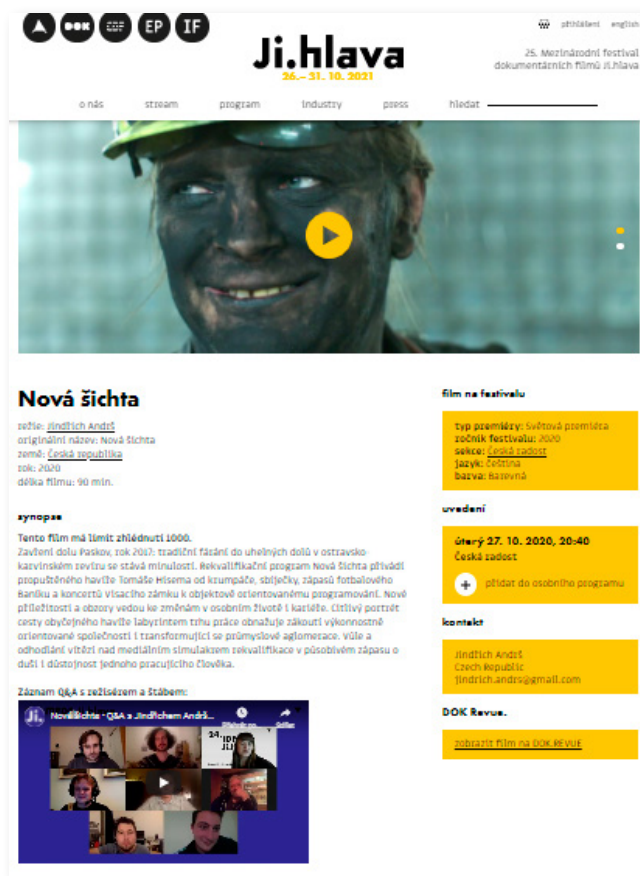 DOK
CDF
EP
IF
přihlášení english
Ji.hlava
26.– 31. 10. 2021
25. Mezinárodní festival
dokumentárních filmů Ji.hlava
o nás stream program industry press hledat
Nová šichta
režie: Jindřich Andrš
originální název: Nová Šichta
země: Česká republika
rok: 2020
délka filmu: 90 min.
synopse
Tento film má limit zhlédnutí 1000.
Zavření dolu Paskov, rok 2017: tradiční fárání do uhelných dolů v ostravsko-
karvinském revíru se stává minulostí. Rekvalifikační program Nová šichta přivádí
propuštěného havíře Tomáše Hisema od krumpáče, sbíječky, zápasů fotbalového
Baníku a koncertů Visacího zámku k objektově orientovanému programování. Nové
příležitosti a obzory vedou ke změnám v osobním životě i kariéře. Citlivý portrét
cesty obyčejného havíře labyrintem trhu práce obnažuje zákoutí výkonnostně
orientované společnosti i transformující se průmyslové aglomerace. Vůle a
odhodlání vítězí nad mediálním simulakrem rekvalifikace v působivém zápasu o
duši i důstojnost jednoho pracujícího člověka.
Záznam Q&A s režisérem a štábem:
Ji.
Nová šichta - Q&A s Jindřichem Andrš...
24.
film na festivalu
typ premiéry: Světová premiéra
ročník festivalu: 2020
sekce: Česká radost
jazyk: čeština
barva: Barevná
uvedení
úterý 27. 10. 2020, 20:40
Česká radost
přidat do osobního programu
kontakt
Jindřich Andrš
Czech Republic
jindrich.andrs@gmail.com
DOK Revue.
zobrazit film na DOK.REVUE